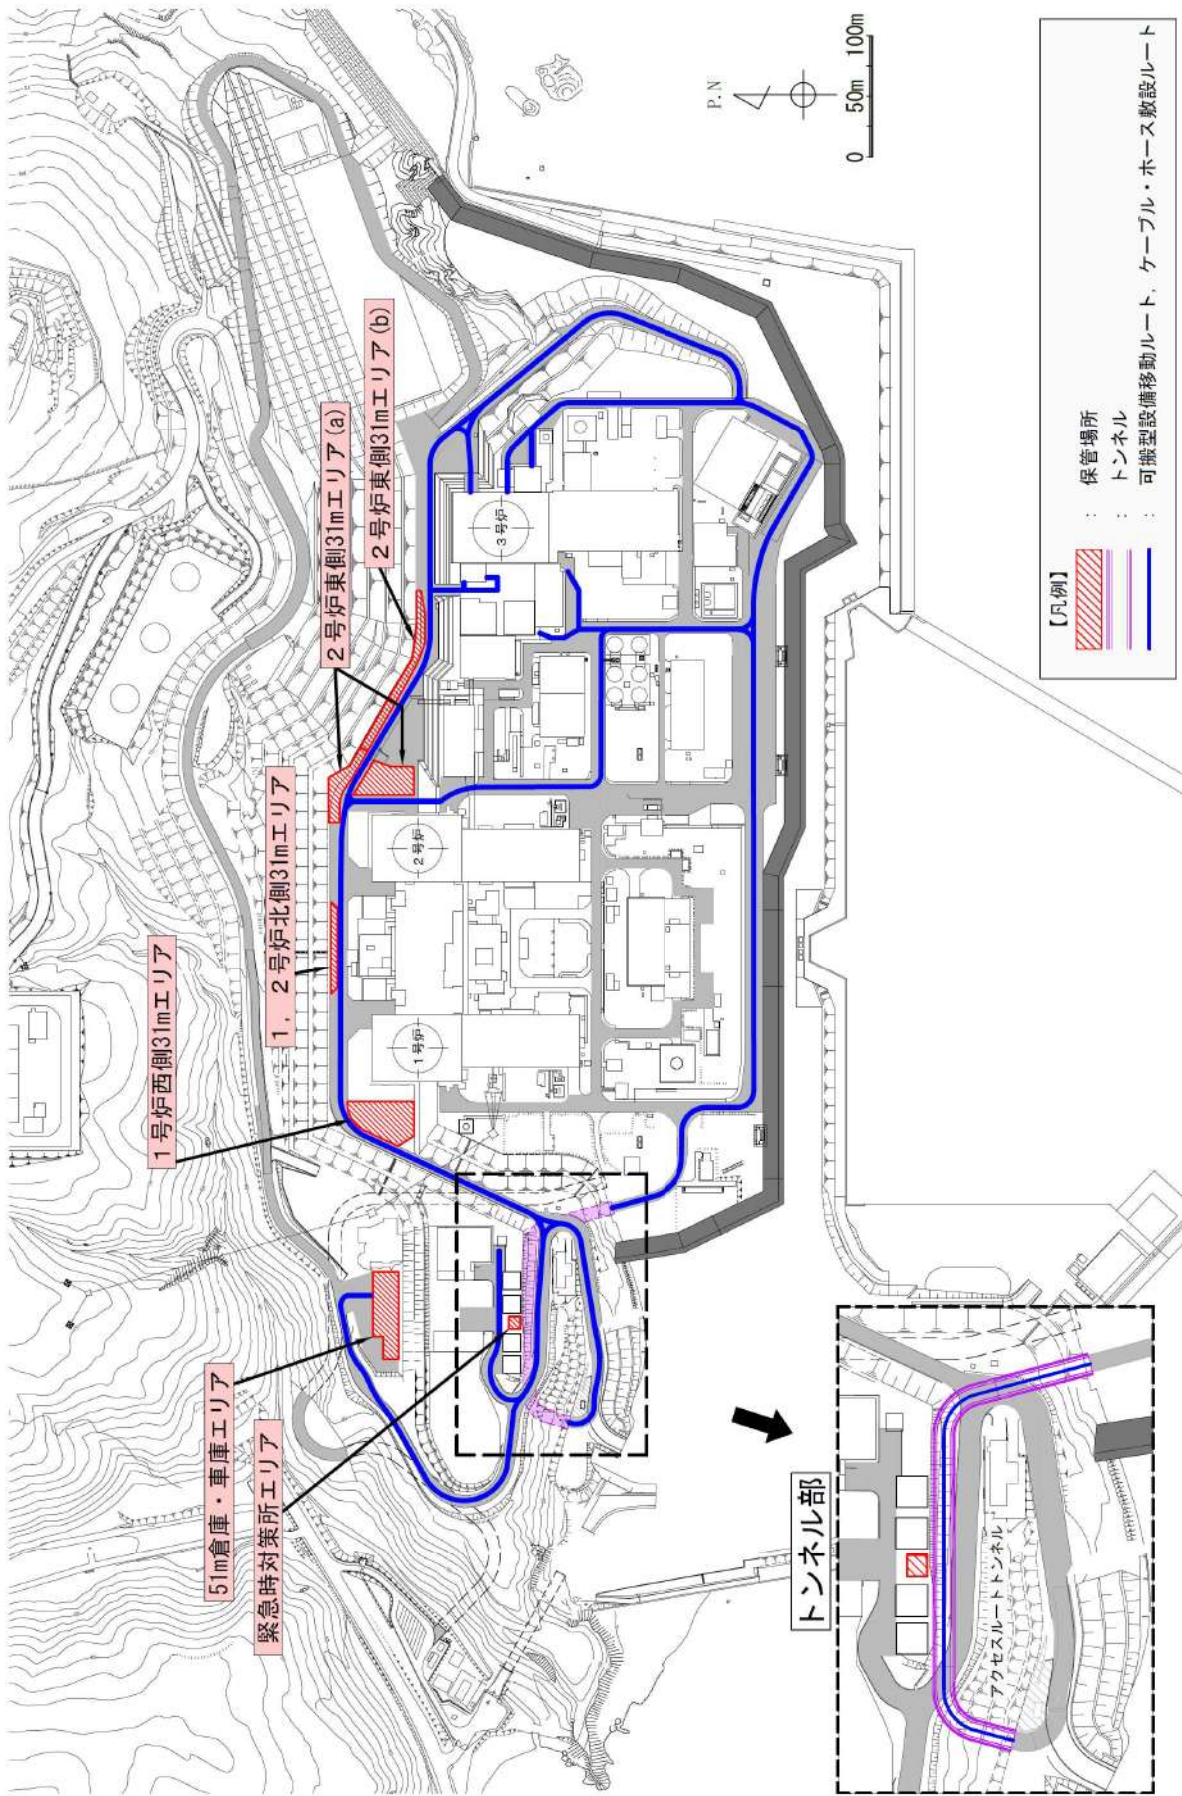 51m倉庫・車庫エリア
緊急時対策所エリア
1号炉西側31mエリア
1，2号炉北側31mエリア
2号炉東側31mエリア(a)
2号炉東側31mエリア(b)
1号炉
2号炉
3号炉
P.N
0 50m 100m
トンネル部
アクセスルートトンネル
【凡例】
：保管場所
：トンネル
：可搬型設備移動ルート，ケーブル・ホース敷設ルート